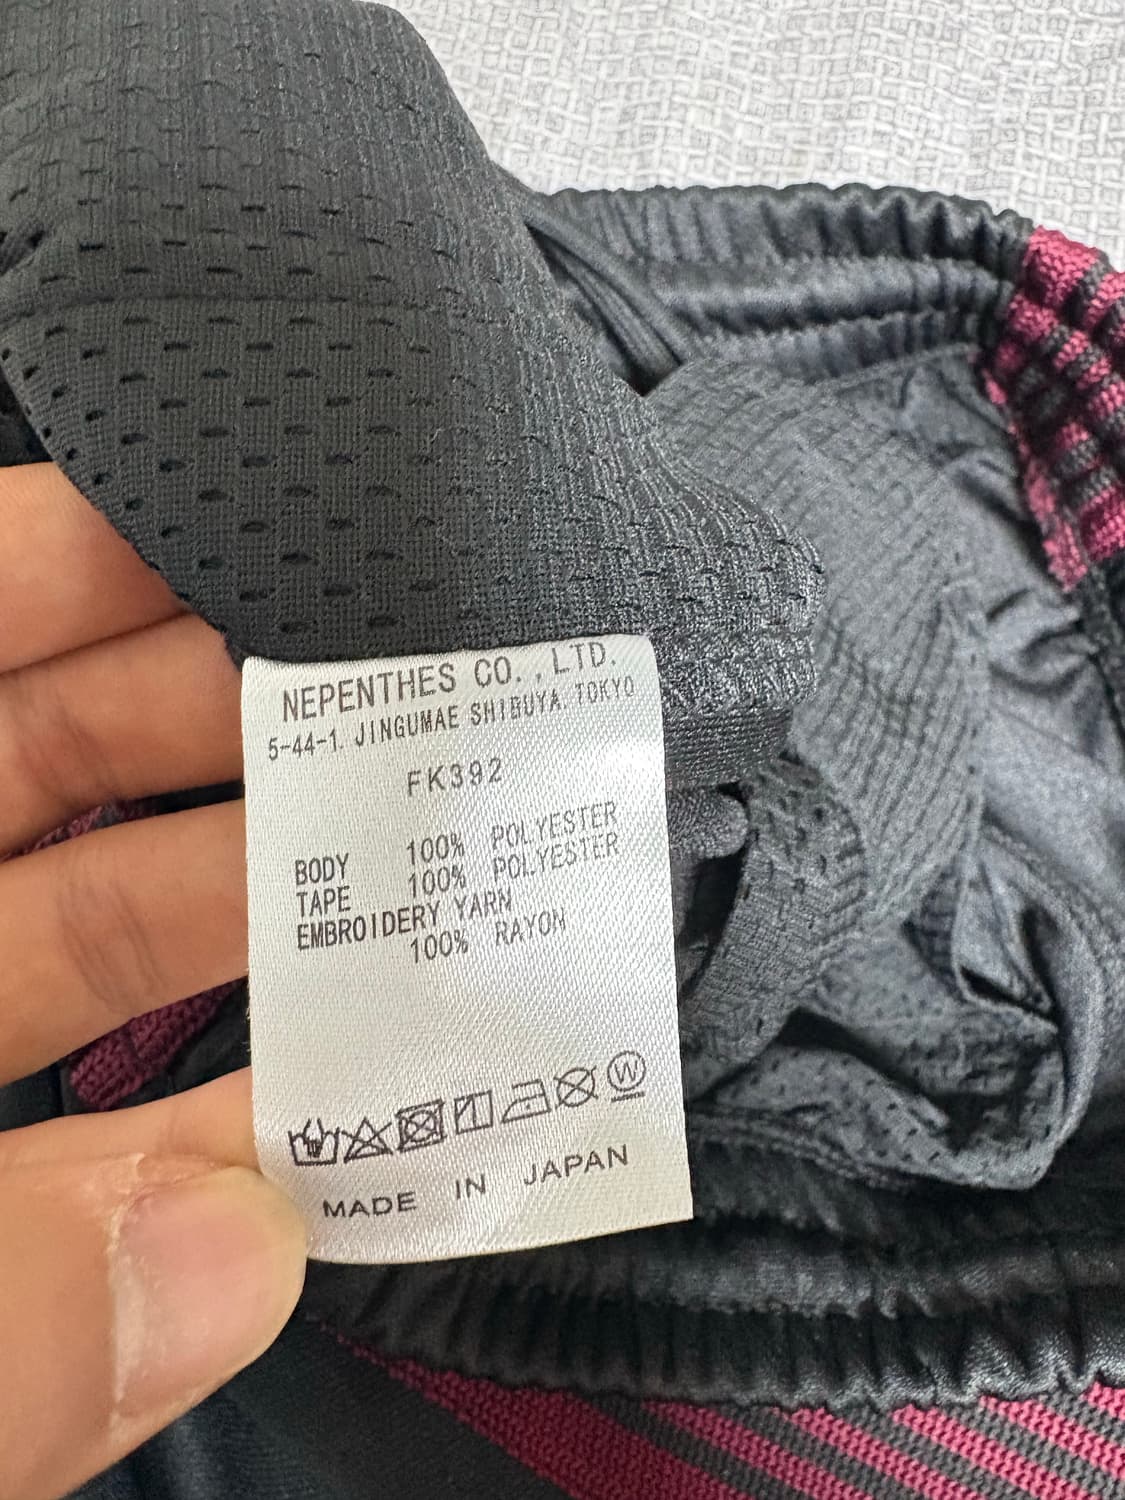 NEPENTHES CO., LTD.
5-44-1. JINGUMAE SHIBUYA. TOKYO
FK392
BODY 100% POLYESTER
TAPE 100% POLYESTER
EMBROIDERY YARN
100% RAYON
W
MADE IN JAPAN